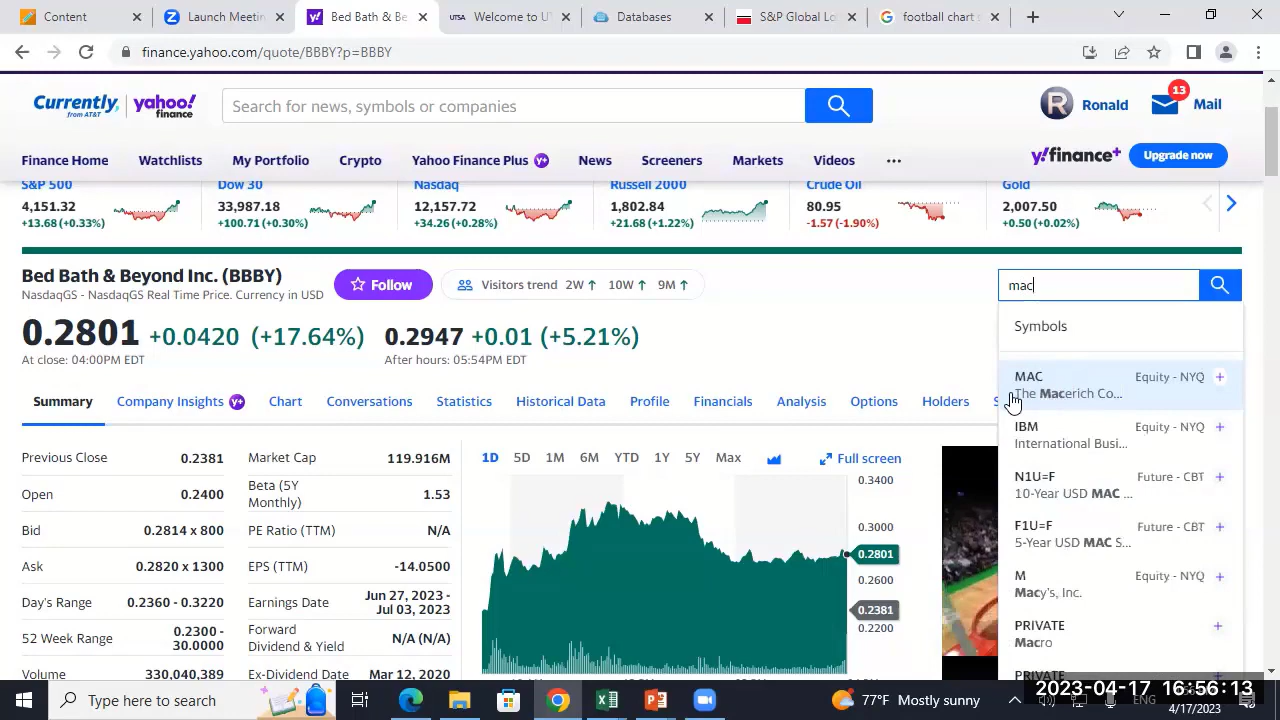 Content
Launch Meetin
Bed Bath & Be
UTSA
Welcome to U
Databases
S&P Global Lo
football chart
finance.yahoo.com/quote/BBBY?p=BBBY
Currently,
from AT&T
yahoo!
finance
Search for news, symbols or companies
R
Ronald
13
Mail
Finance Home
Watchlists
My Portfolio
Crypto
Yahoo Finance Plus
News
Screeners
Markets
Videos
y!finance+
Upgrade now
S&P 500
4,151.32
+13.68 (+0.33%)
Dow 30
33,987.18
+100.71 (+0.30%)
Nasdaq
12,157.72
+34.26 (+0.28%)
Russell 2000
1,802.84
+21.68 (+1.22%)
Crude Oil
80.95
-1.57 (-1.90%)
Gold
2,007.50
+0.50 (+0.02%)
Bed Bath & Beyond Inc. (BBBY)
NasdaqGS - NasdaqGS Real Time Price. Currency in USD
Follow
Visitors trend 2W 10W 9M
0.2801 +0.0420 (+17.64%)
At close: 04:00PM EDT
0.2947 +0.01 (+5.21%)
After hours: 05:54PM EDT
Summary
Company Insights
Chart
Conversations
Statistics
Historical Data
Profile
Financials
Analysis
Options
Holders
Previous Close 0.2381
Open 0.2400
Bid 0.2814 x 800
Ask 0.2820 x 1300
Day's Range 0.2360 - 0.3220
52 Week Range 0.2300 -
30.0000
Volume 330,040,389
Market Cap 119.916M
Beta (5Y
Monthly) 1.53
PE Ratio (TTM) N/A
EPS (TTM) -14.0500
Earnings Date Jun 27, 2023 -
Jul 03, 2023
Forward
Dividend & Yield N/A (N/A)
Ex-Dividend Date Mar 12, 2020
1D 5D 1M 6M YTD 1Y 5Y Max
Full screen
0.3400
0.3000
0.2801
0.2600
0.2381
0.2200
mac
Symbols
MAC Equity - NYQ
The Macerich Co...
IBM Equity - NYQ
International Busi...
N1U=F Future - CBT
10-Year USD MAC ...
F1U=F Future - CBT
5-Year USD MAC S...
M Equity - NYQ
Macy's, Inc.
PRIVATE
Macro
PRIVATE
Type here to search
77°F Mostly sunny
ENG
2023-04-17 16:56:13
4/17/2023